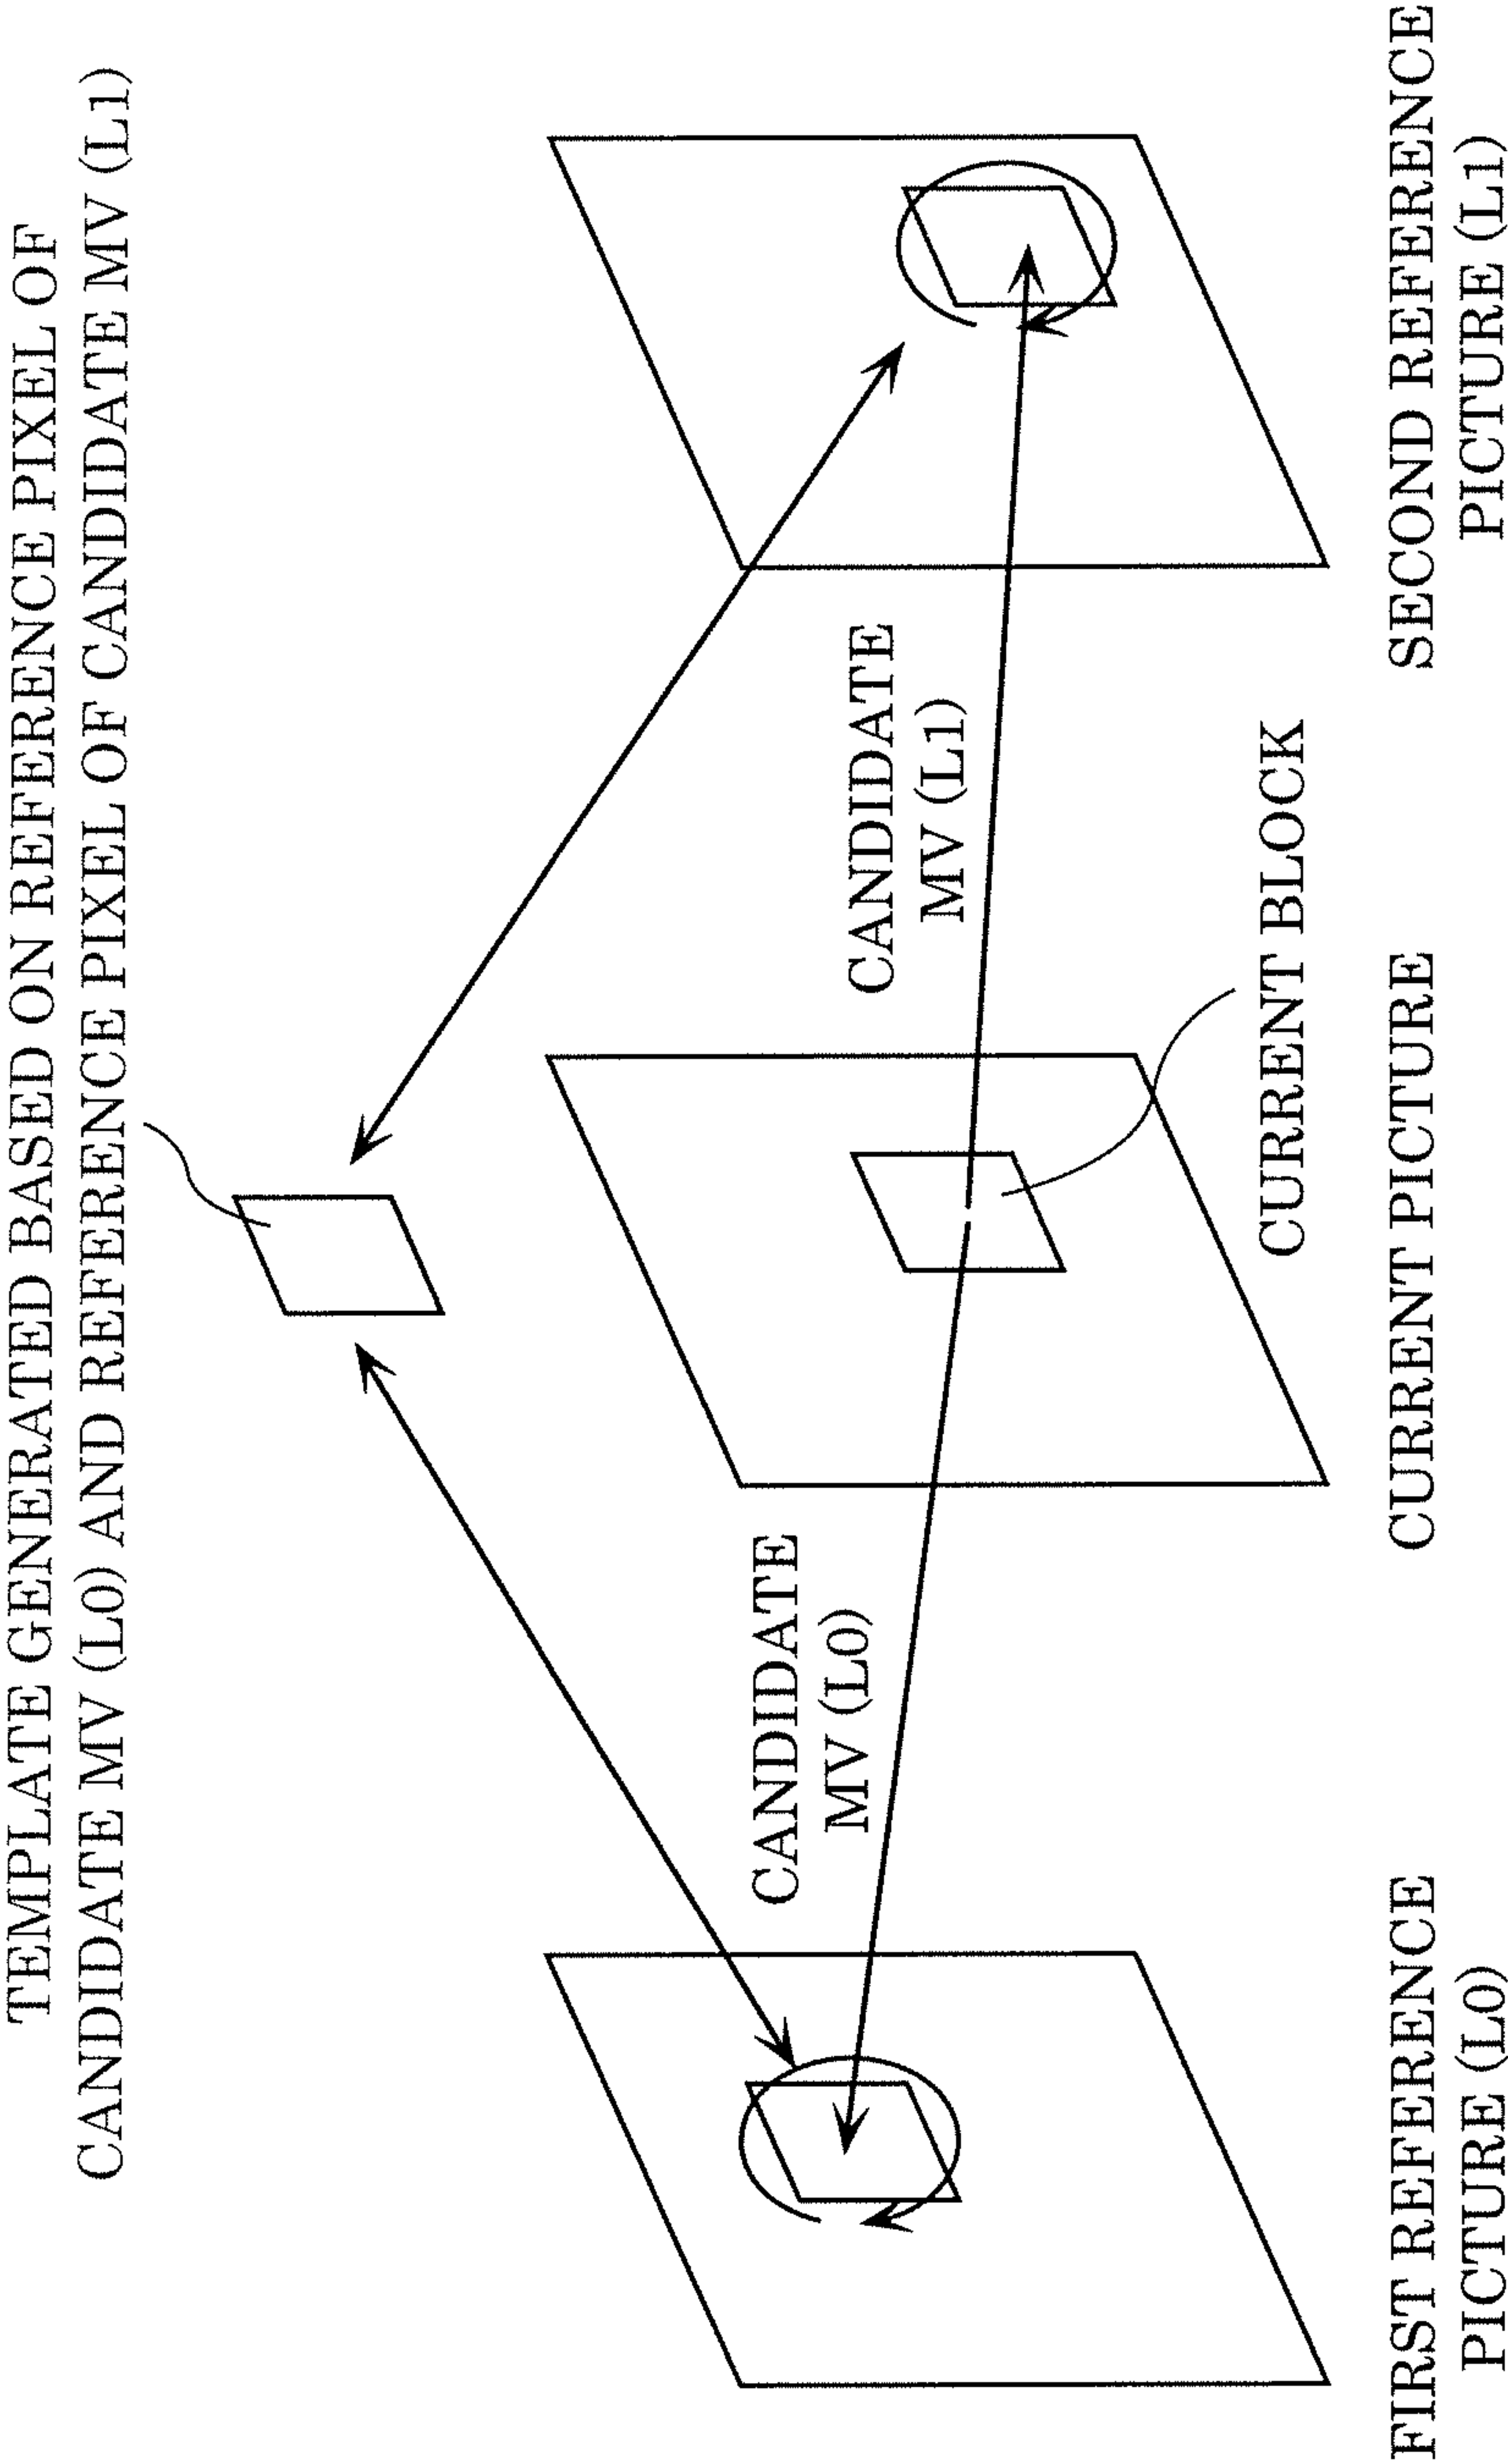 TEMPLATE GENERATED BASED ON REFERENCE PIXEL OF
CANDIDATE MV (L0) AND REFERENCE PIXEL OF CANDIDATE MV (L1)
CANDIDATE
MV (L0)
CANDIDATE
MV (L1)
CURRENT BLOCK
FIRST REFERENCE
PICTURE (L0)
CURRENT PICTURE
SECOND REFERENCE
PICTURE (L1)